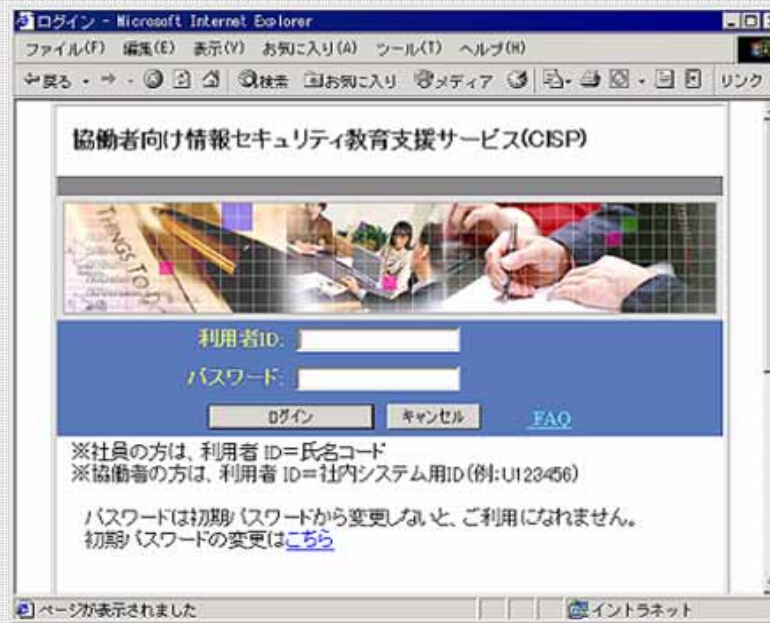 ログイン - Microsoft Internet Explorer
ファイル(F) 編集(E) 表示(V) お気に入り(A) ツール(T) ヘルプ(H)
戻る 検索 お気に入り メディア リンク
協働者向け情報セキュリティ教育支援サービス(CISP)
THINGS TO D
利用者ID:
パスワード:
ログイン キャンセル FAQ
※社員の方は、利用者 ID=氏名コード
※協働者の方は、利用者 ID=社内システム用ID(例:U123456)
パスワードは初期パスワードから変更しないと、ご利用になれません。
初期パスワードの変更はこちら
ページが表示されました イントラネット